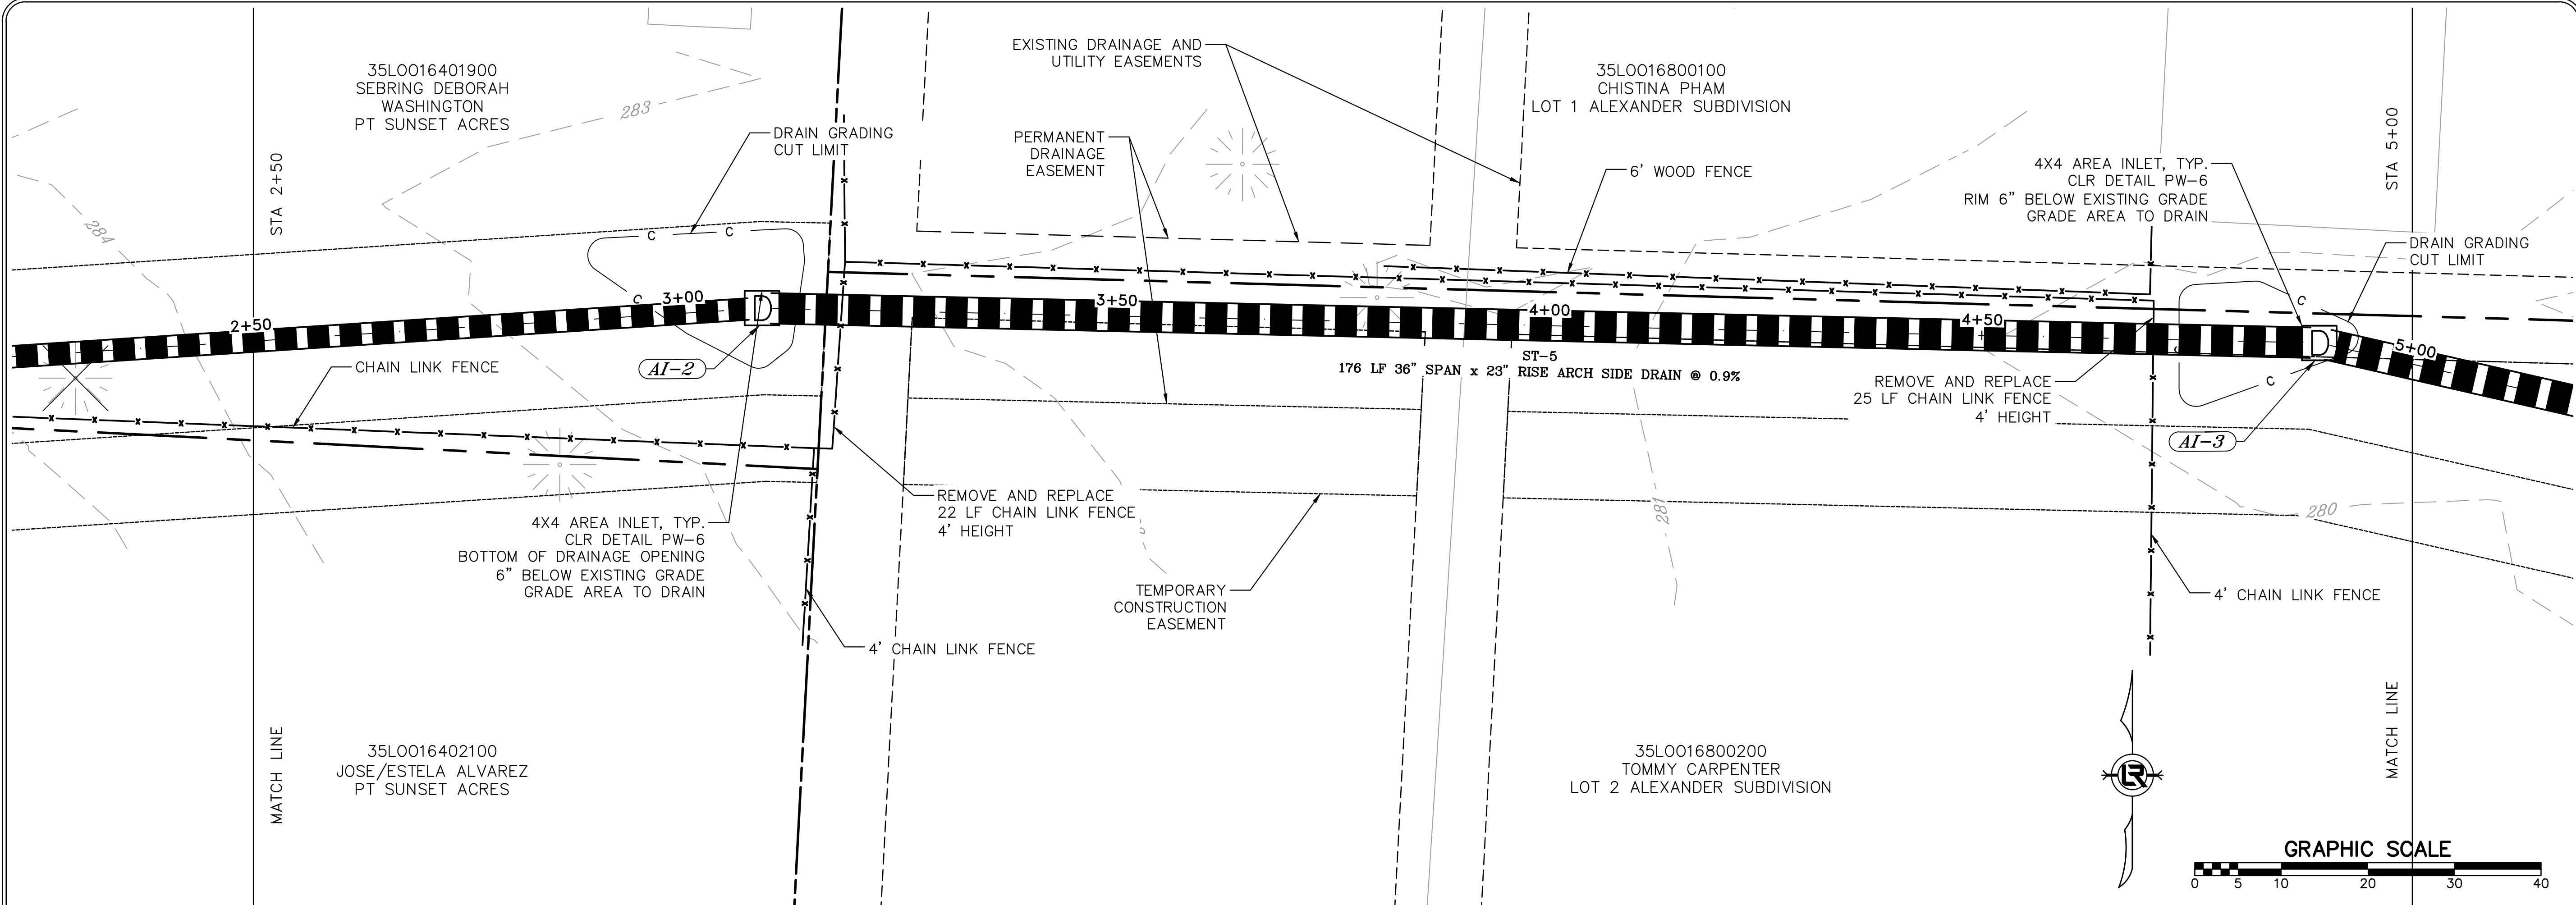 35L0016401900
SEBRING DEBORAH
WASHINGTON
PT SUNSET ACRES
283
DRAIN GRADING
CUT LIMIT
EXISTING DRAINAGE AND
UTILITY EASEMENTS
PERMANENT
DRAINAGE
EASEMENT
35L0016800100
CHISTINA PHAM
LOT 1 ALEXANDER SUBDIVISION
6' WOOD FENCE
4X4 AREA INLET, TYP.
CLR DETAIL PW-6
RIM 6" BELOW EXISTING GRADE
GRADE AREA TO DRAIN
STA 5+00
DRAIN GRADING
CUT LIMIT
STA 2+50
284
C C
C
2+50
3+00
D
3+50
4+00
4+50
D
5+00
C
C
C
AI-2
CHAIN LINK FENCE
ST-5
176 LF 36" SPAN x 23" RISE ARCH SIDE DRAIN @ 0.9%
REMOVE AND REPLACE
25 LF CHAIN LINK FENCE
4' HEIGHT
AI-3
REMOVE AND REPLACE
22 LF CHAIN LINK FENCE
4' HEIGHT
4X4 AREA INLET, TYP.
CLR DETAIL PW-6
BOTTOM OF DRAINAGE OPENING
6" BELOW EXISTING GRADE
GRADE AREA TO DRAIN
281
280
TEMPORARY
CONSTRUCTION
EASEMENT
4' CHAIN LINK FENCE
4' CHAIN LINK FENCE
MATCH LINE
35L0016402100
JOSE/ESTELA ALVAREZ
PT SUNSET ACRES
35L0016800200
TOMMY CARPENTER
LOT 2 ALEXANDER SUBDIVISION
LR
MATCH LINE
GRAPHIC SCALE
0 5 10 20 30 40